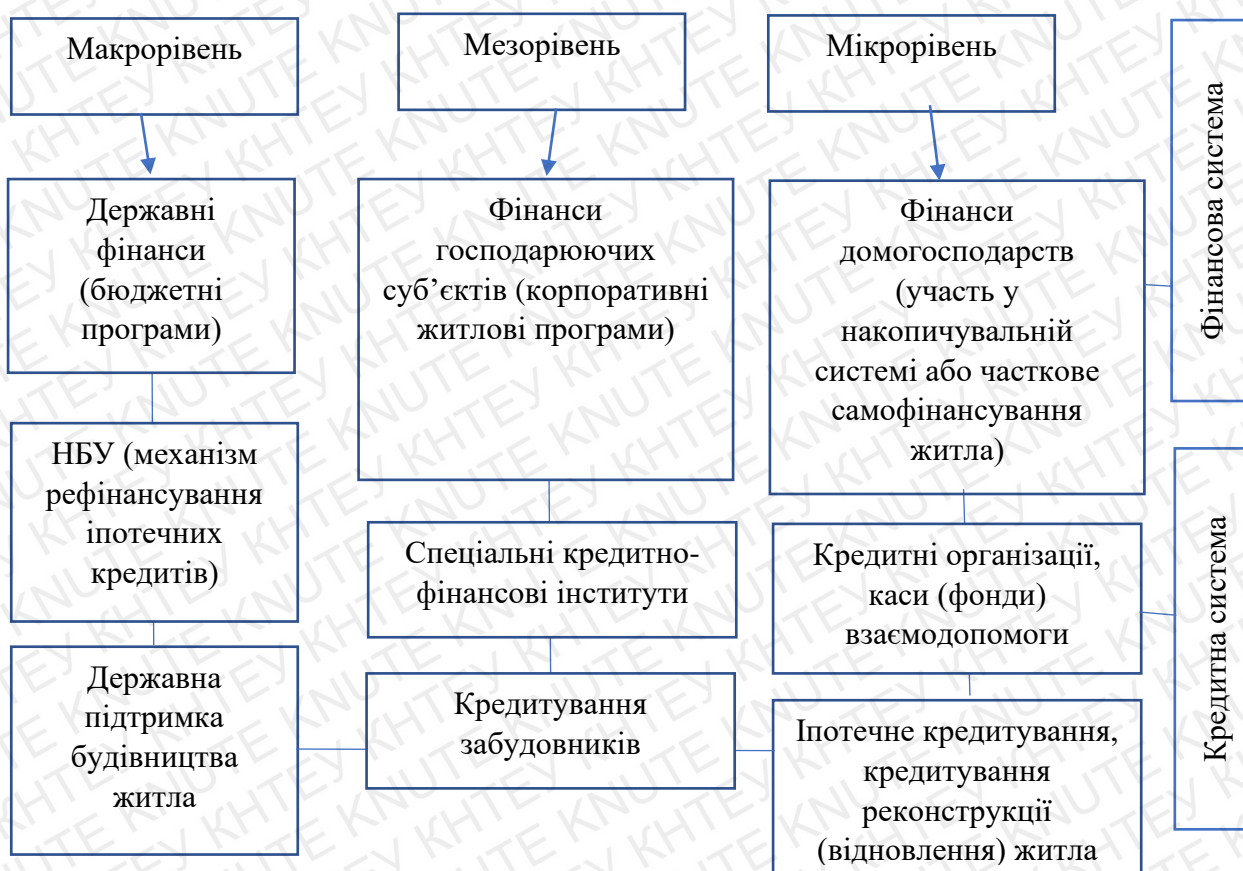 Макрорівень
Мезорівень
Мікрорівень
Державні
фінанси
(бюджетні
програми)
Фінанси
господарюючих
суб’єктів (корпоративні
житлові програми)
Фінанси
домогосподарств
(участь у
накопичувальній
системі або часткове
самофінансування
житла)
Фінансова система
НБУ (механізм
рефінансування
іпотечних
кредитів)
Спеціальні кредитно-
фінансові інститути
Кредитні організації,
каси (фонди)
взаємодопомоги
Кредитна система
Державна
підтримка
будівництва
житла
Кредитування
забудовників
Іпотечне кредитування,
кредитування
реконструкції
(відновлення) житла
КНТЕУ KNUTE